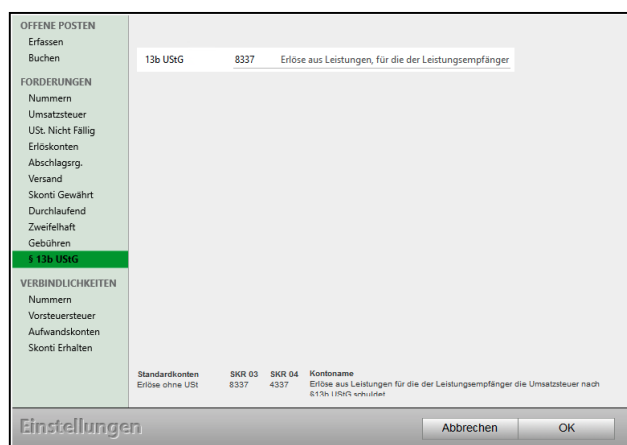 OFFENE POSTEN
Erfassen
Buchen
13b UStG 8337 Erlöse aus Leistungen, für die der Leistungsempfänger
FORDERUNGEN
Nummern
Umsatzsteuer
USt. Nicht Fällig
Erlöskonten
Abschlagsrg.
Versand
Skonti Gewährt
Durchlaufend
Zweifelhaft
Gebühren
§ 13b UStG
VERBINDLICHKEITEN
Nummern
Vorsteuersteuer
Aufwandskonten
Skonti Erhalten
Standardkonten SKR 03 SKR 04 Kontoname
Erlöse ohne USt 8337 4337 Erlöse aus Leistungen für die der Leistungsempfänger die Umsatzsteuer nach
§13b UStG schuldet
Einstellungen
Abbrechen OK